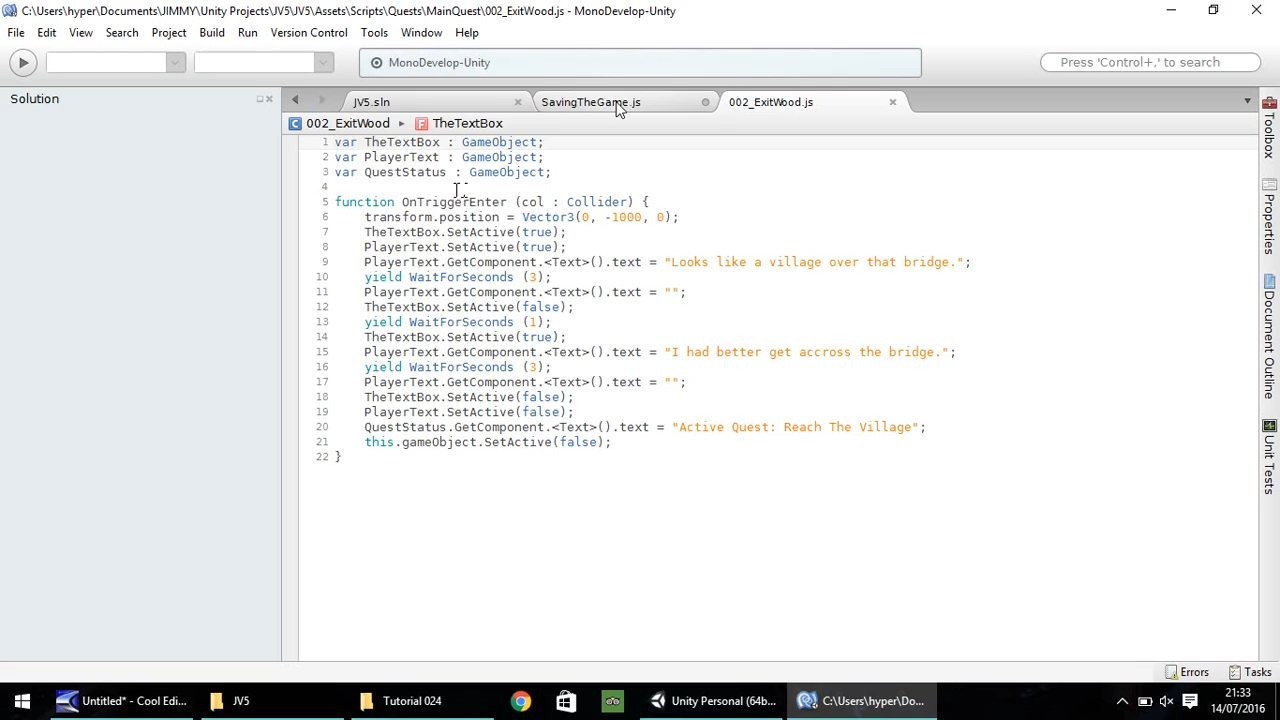 C:\Users\hyper\Documents\JIMMY\Unity Projects\JV5\JV5\Assets\Scripts\Quests\MainQuest\002_ExitWood.js - MonoDevelop-Unity
File Edit View Search Project Build Run Version Control Tools Window Help
MonoDevelop-Unity
Press 'Control+,' to search
Solution
JV5.sln
SavingTheGame.js
002_ExitWood.js
002_ExitWood
TheTextBox
1 var TheTextBox : GameObject;
2 var PlayerText : GameObject;
3 var QuestStatus : GameObject;
4
5 function OnTriggerEnter (col : Collider) {
6 transform.position = Vector3(0, -1000, 0);
7 TheTextBox.SetActive(true);
8 PlayerText.SetActive(true);
9 PlayerText.GetComponent.<Text>().text = "Looks like a village over that bridge.";
10 yield WaitForSeconds (3);
11 PlayerText.GetComponent.<Text>().text = "";
12 TheTextBox.SetActive(false);
13 yield WaitForSeconds (1);
14 TheTextBox.SetActive(true);
15 PlayerText.GetComponent.<Text>().text = "I had better get accross the bridge.";
16 yield WaitForSeconds (3);
17 PlayerText.GetComponent.<Text>().text = "";
18 TheTextBox.SetActive(false);
19 PlayerText.SetActive(false);
20 QuestStatus.GetComponent.<Text>().text = "Active Quest: Reach The Village";
21 this.gameObject.SetActive(false);
22 }
Toolbox
Properties
Document Outline
Unit Tests
Errors
Tasks
Untitled* - Cool Edi...
JV5
Tutorial 024
Unity Personal (64b...
C:\Users\hyper\Do...
21:33
14/07/2016